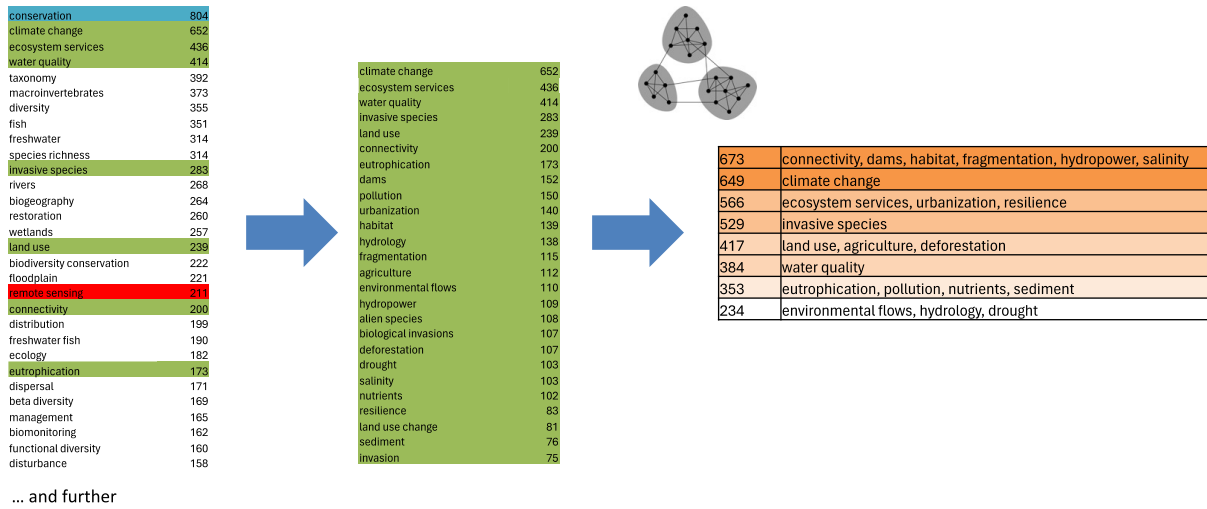 conservation 804
climate change 652
ecosystem services 436
water quality 414
taxonomy 392
macroinvertebrates 373
diversity 355
fish 351
freshwater 314
species richness 314
invasive species 283
rivers 268
biogeography 264
restoration 260
wetlands 257
land use 239
biodiversity conservation 222
floodplain 221
remote sensing 211
connectivity 200
distribution 199
freshwater fish 190
ecology 182
eutrophication 173
dispersal 171
beta diversity 169
management 165
biomonitoring 162
functional diversity 160
disturbance 158
... and further
climate change 652
ecosystem services 436
water quality 414
invasive species 283
land use 239
connectivity 200
eutrophication 173
dams 152
pollution 150
urbanization 140
habitat 139
hydrology 138
fragmentation 115
agriculture 112
environmental flows 110
hydropower 109
alien species 108
biological invasions 107
deforestation 107
drought 103
salinity 103
nutrients 102
resilience 83
land use change 81
sediment 76
invasion 75
673 connectivity, dams, habitat, fragmentation, hydropower, salinity
649 climate change
566 ecosystem services, urbanization, resilience
529 invasive species
417 land use, agriculture, deforestation
384 water quality
353 eutrophication, pollution, nutrients, sediment
234 environmental flows, hydrology, drought